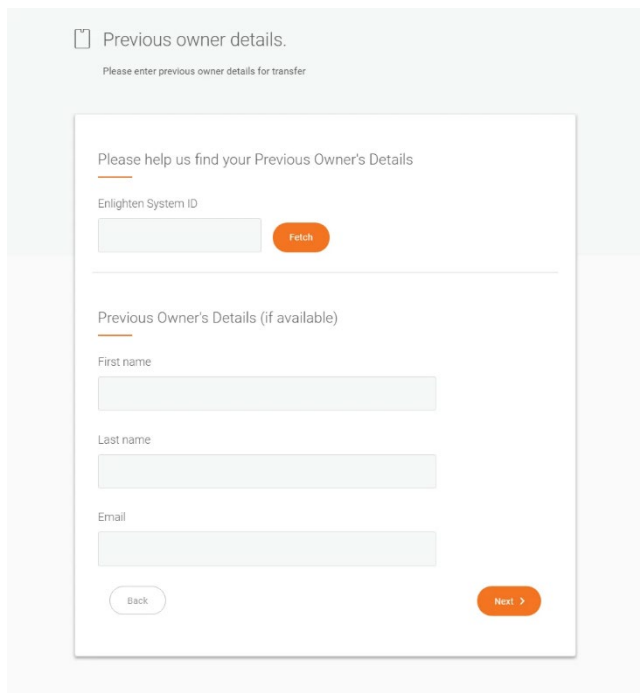 Previous owner details.
Please enter previous owner details for transfer
Please help us find your Previous Owner's Details
Enlighten System ID
Fetch
Previous Owner's Details (if available)
First name
Last name
Email
Back
Next